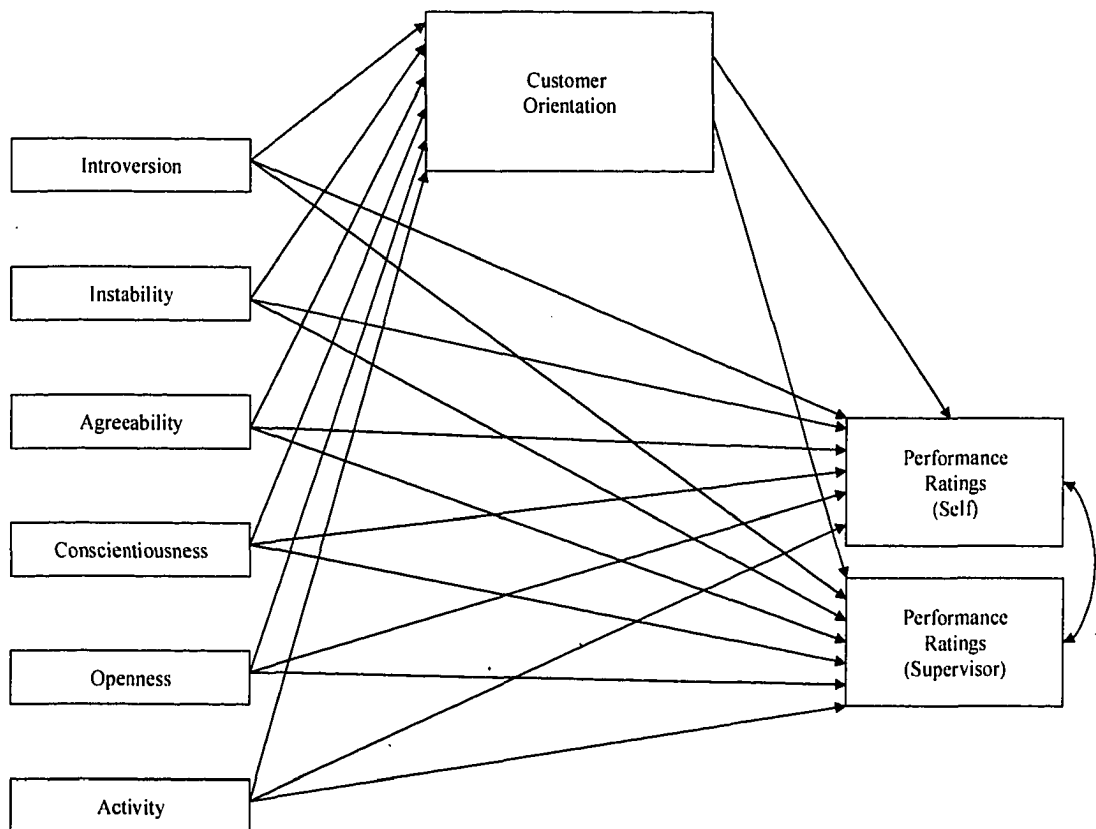 Customer
Orientation
Introversion
Instability
Agreeability
Conscientiousness
Openness
Activity
Performance
Ratings
(Self)
Performance
Ratings
(Supervisor)